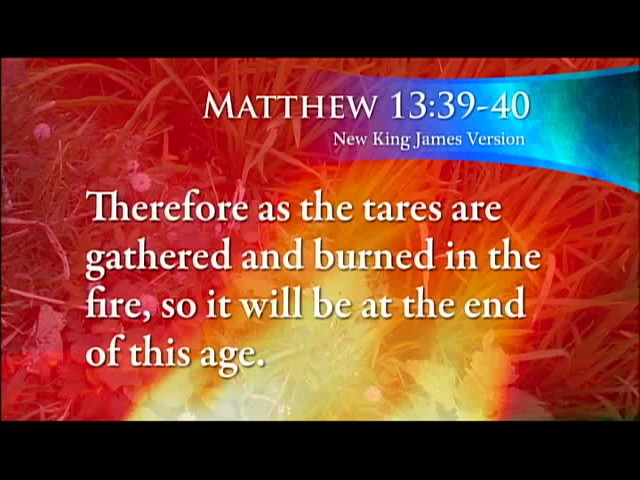 MATTHEW 13:39-40
New King James Version
Therefore as the tares are
gathered and burned in the
fire, so it will be at the end
of this age.